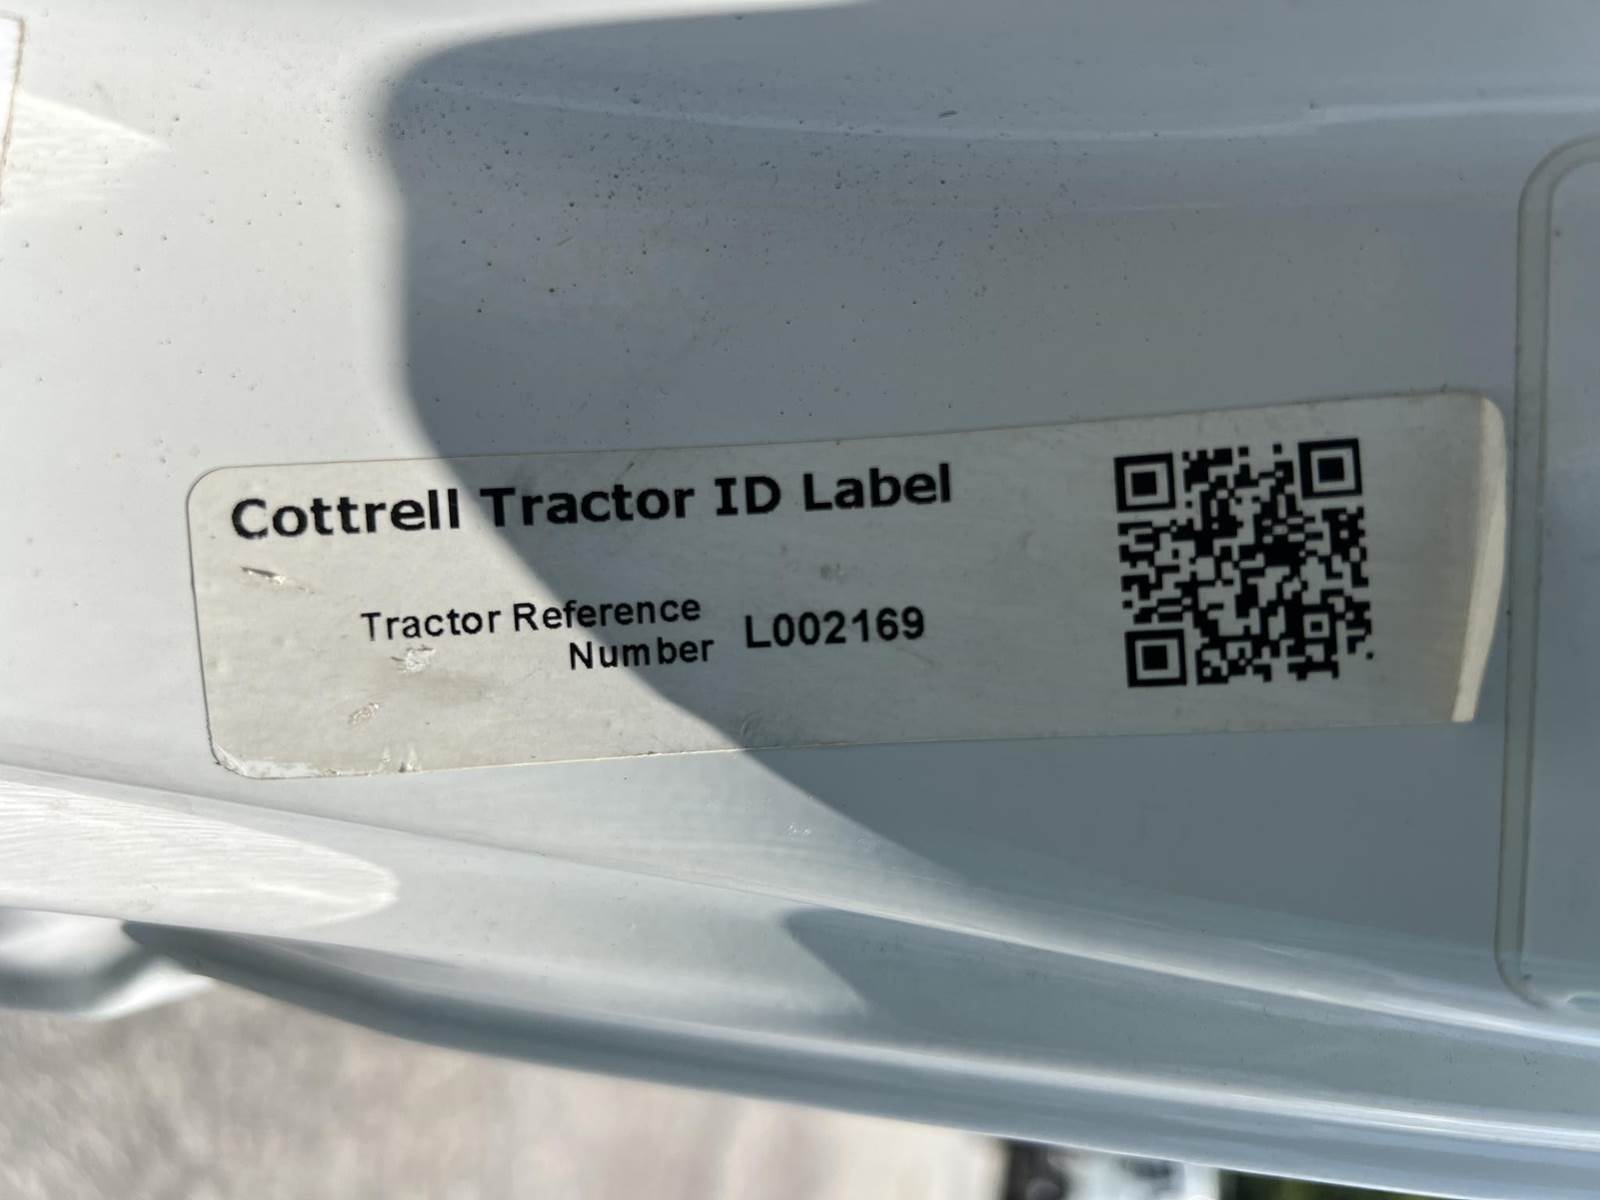 Cottrell Tractor ID Label
Tractor Reference
Number L002169